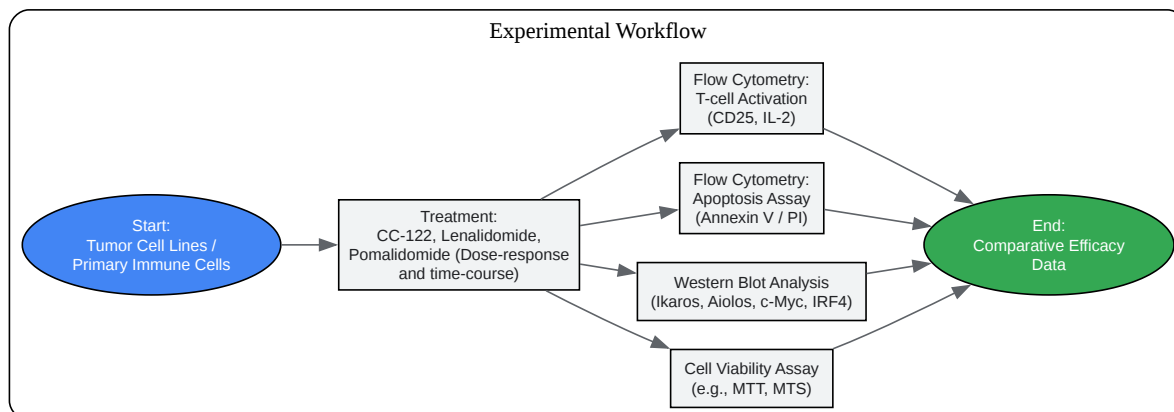 Experimental Workflow
Start:
Tumor Cell Lines /
Primary Immune Cells
Treatment:
CC-122, Lenalidomide,
Pomalidomide (Dose-response
and time-course)
Flow Cytometry:
T-cell Activation
(CD25, IL-2)
Flow Cytometry:
Apoptosis Assay
(Annexin V / PI)
Western Blot Analysis
(Ikaros, Aiolos, c-Myc, IRF4)
Cell Viability Assay
(e.g., MTT, MTS)
End:
Comparative Efficacy
Data